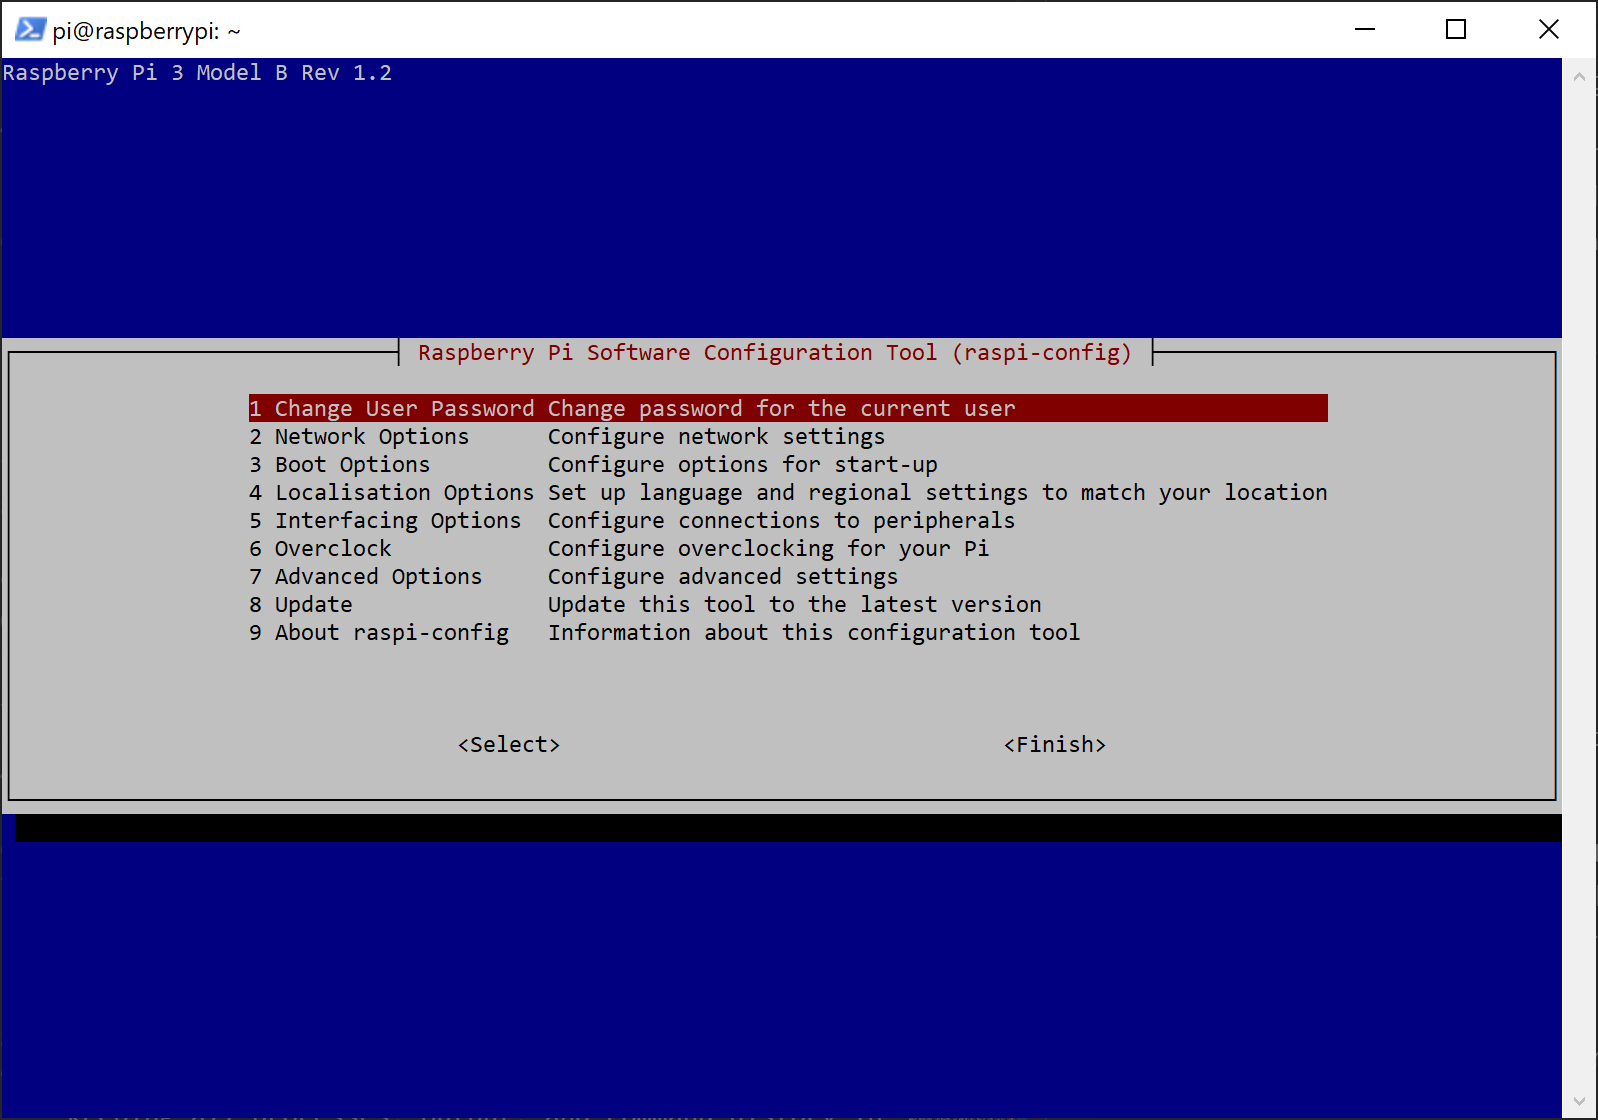 pi@raspberrypi: ~
Raspberry Pi 3 Model B Rev 1.2
Raspberry Pi Software Configuration Tool (raspi-config)
1 Change User Password Change password for the current user
2 Network Options Configure network settings
3 Boot Options Configure options for start-up
4 Localisation Options Set up language and regional settings to match your location
5 Interfacing Options Configure connections to peripherals
6 Overclock Configure overclocking for your Pi
7 Advanced Options Configure advanced settings
8 Update Update this tool to the latest version
9 About raspi-config Information about this configuration tool
<Select> <Finish>